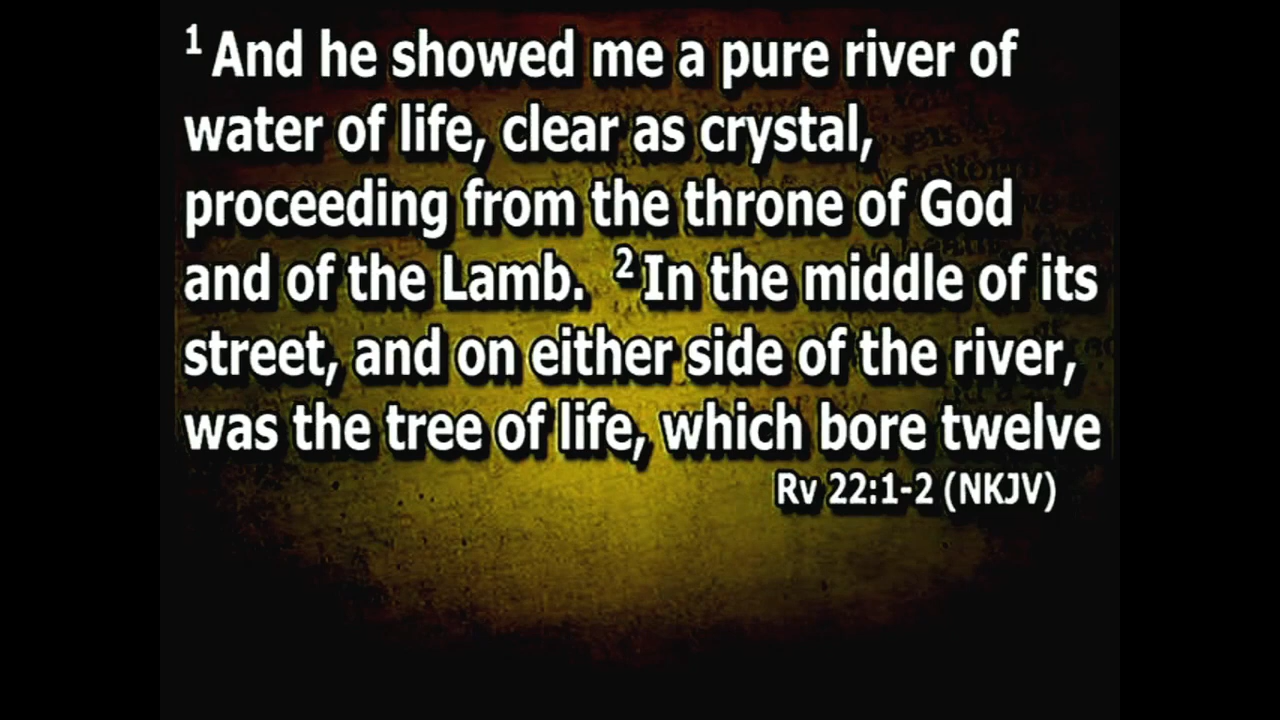 ¹ And he showed me a pure river of
water of life, clear as crystal,
proceeding from the throne of God
and of the Lamb. ² In the middle of its
street, and on either side of the river,
was the tree of life, which bore twelve
Rv 22:1-2 (NKJV)